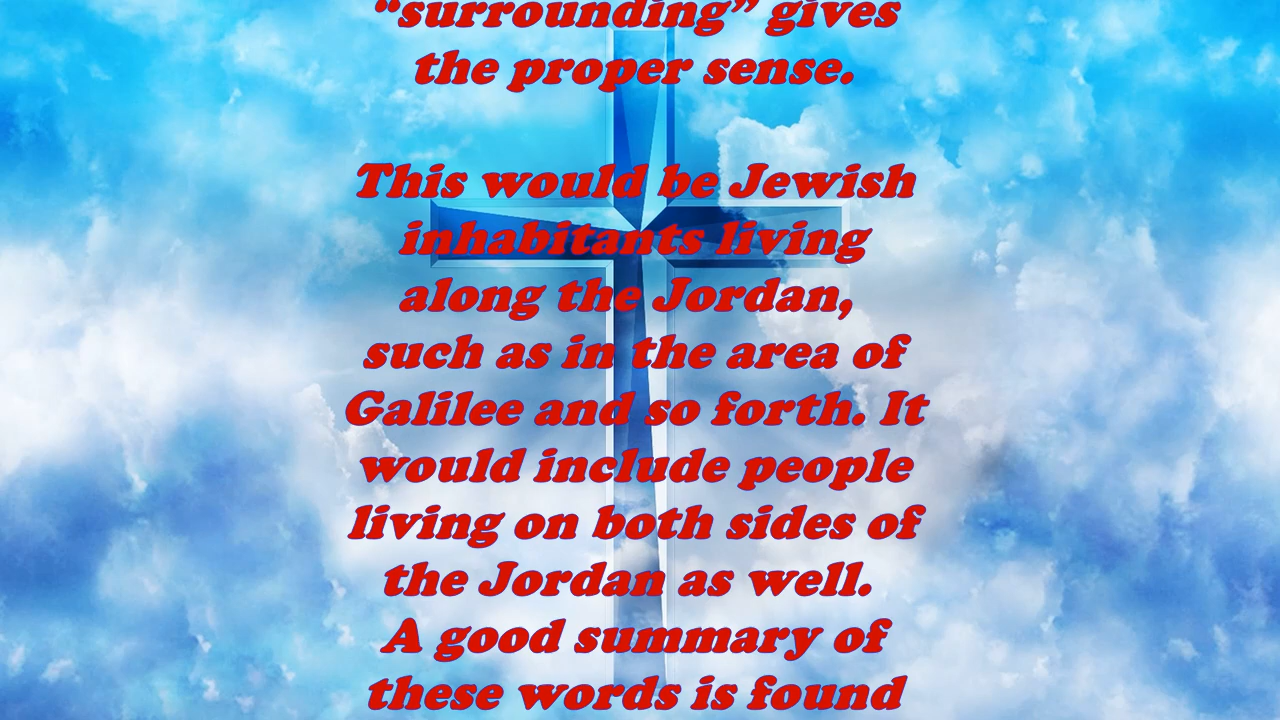 “surrounding” gives
the proper sense.
This would be Jewish
inhabitants living
along the Jordan,
such as in the area of
Galilee and so forth. It
would include people
living on both sides of
the Jordan as well.
A good summary of
these words is found